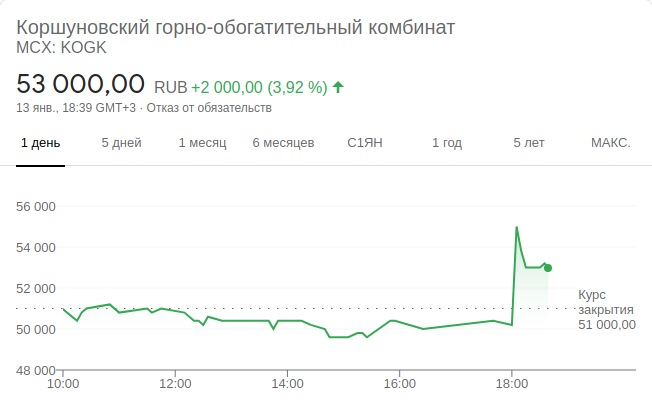 Коршуновский горно-обогатительный комбинат
MCX: KOGK
53 000,00 RUB +2 000,00 (3,92 %) ↑
13 янв., 18:39 GMT+3 · Отказ от обязательств
1 день 5 дней 1 месяц 6 месяцев С1ЯН 1 год 5 лет МАКС.
56 000
54 000
52 000
50 000
48 000
Курс
закрытия
51 000,00
10:00 12:00 14:00 16:00 18:00